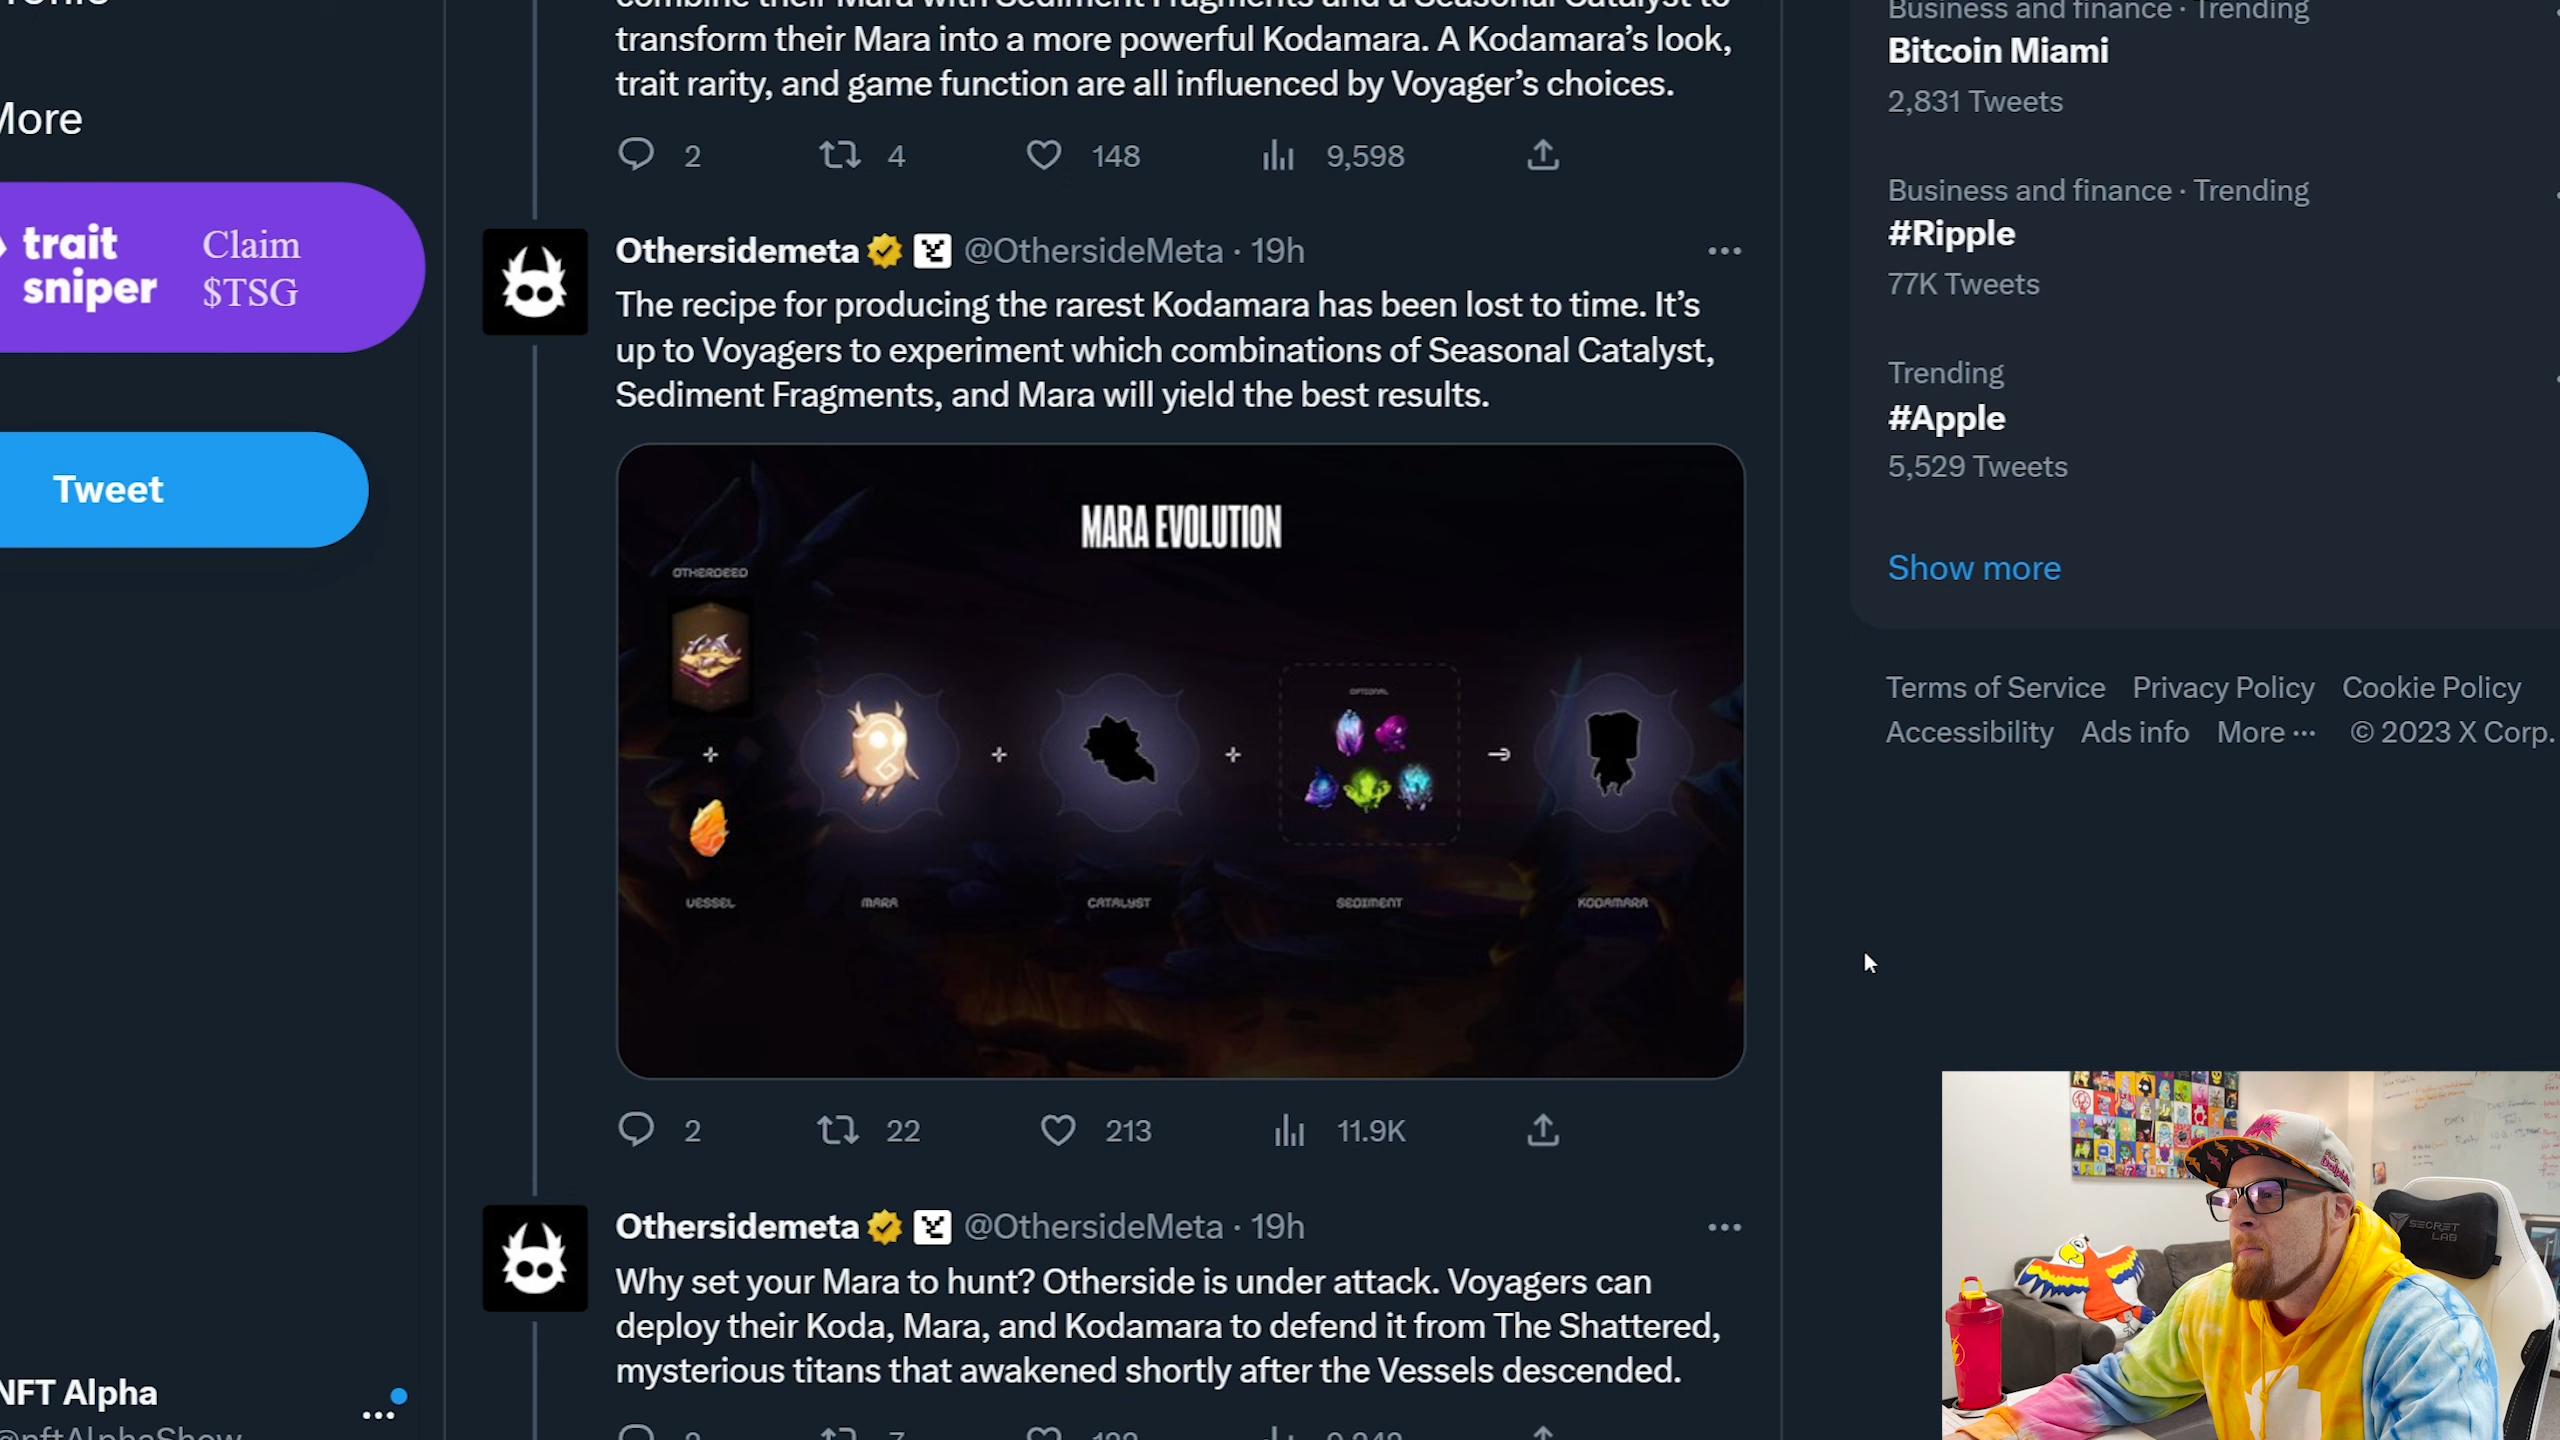 More
trait
sniper
Claim
$TSG
Tweet
NFT Alpha
@nftAlphaShow
combine their Mara with Sediment Fragments and a Seasonal Catalyst to
transform their Mara into a more powerful Kodamara. A Kodamara’s look,
trait rarity, and game function are all influenced by Voyager’s choices.
2 4 148 9,598
Othersidemeta @OthersideMeta · 19h
The recipe for producing the rarest Kodamara has been lost to time. It’s
up to Voyagers to experiment which combinations of Seasonal Catalyst,
Sediment Fragments, and Mara will yield the best results.
MARA EVOLUTION
OTHERDEED
OPTIONAL
+ + + →
VESSEL MARA CATALYST SEDIMENT KODAMARA
2 22 213 11.9K
Othersidemeta @OthersideMeta · 19h
Why set your Mara to hunt? Otherside is under attack. Voyagers can
deploy their Koda, Mara, and Kodamara to defend it from The Shattered,
mysterious titans that awakened shortly after the Vessels descended.
Business and finance · Trending
Bitcoin Miami
2,831 Tweets
Business and finance · Trending
#Ripple
77K Tweets
Trending
#Apple
5,529 Tweets
Show more
Terms of Service Privacy Policy Cookie Policy
Accessibility Ads info More ··· © 2023 X Corp.
SECRET
LAB